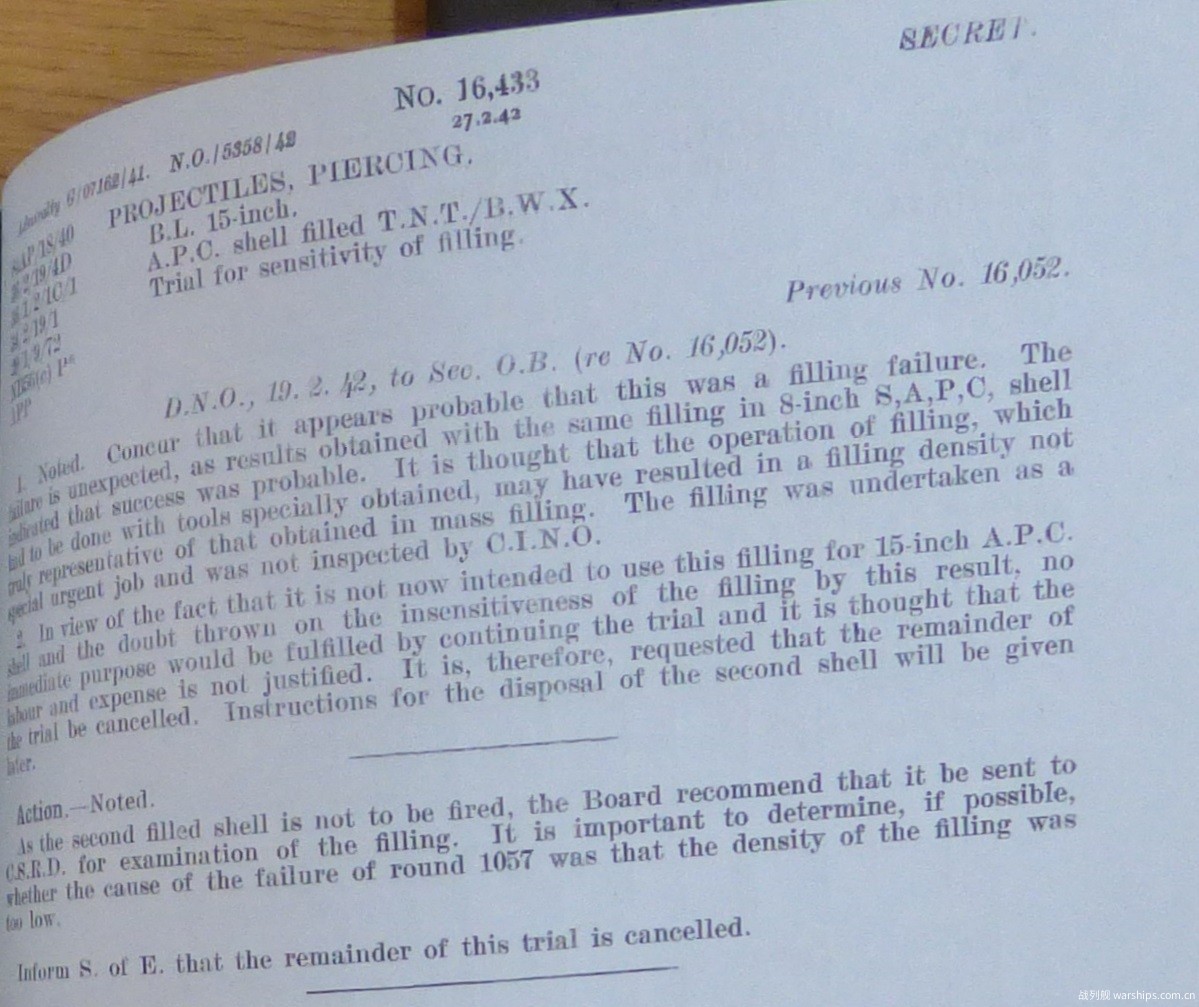 SECRET.
No. 16,433
27.2.42
Admiralty G/07162/41. N.O./5358/42
PROJECTILES, PIERCING.
B.L. 15-inch.
A.P.C. shell filled T.N.T./B.W.X.
Trial for sensitivity of filling.
Previous No. 16,052.
D.N.O., 19. 2. 42, to Sec. O.B. (re No. 16,052).
1. Noted. Concur that it appears probable that this was a filling failure. The
failure is unexpected, as results obtained with the same filling in 8-inch S,A,P,C, shell
indicated that success was probable. It is thought that the operation of filling, which
had to be done with tools specially obtained, may have resulted in a filling density not
truly representative of that obtained in mass filling. The filling was undertaken as a
special urgent job and was not inspected by C.I.N.O.
2. In view of the fact that it is not now intended to use this filling for 15-inch A.P.C.
shell and the doubt thrown on the insensitiveness of the filling by this result, no
immediate purpose would be fulfilled by continuing the trial and it is thought that the
labour and expense is not justified. It is, therefore, requested that the remainder of
the trial be cancelled. Instructions for the disposal of the second shell will be given
later.
Action.—Noted.
As the second filled shell is not to be fired, the Board recommend that it be sent to
C.S.R.D. for examination of the filling. It is important to determine, if possible,
whether the cause of the failure of round 1057 was that the density of the filling was
too low.
Inform S. of E. that the remainder of this trial is cancelled.
战列舰 warships.com.cn